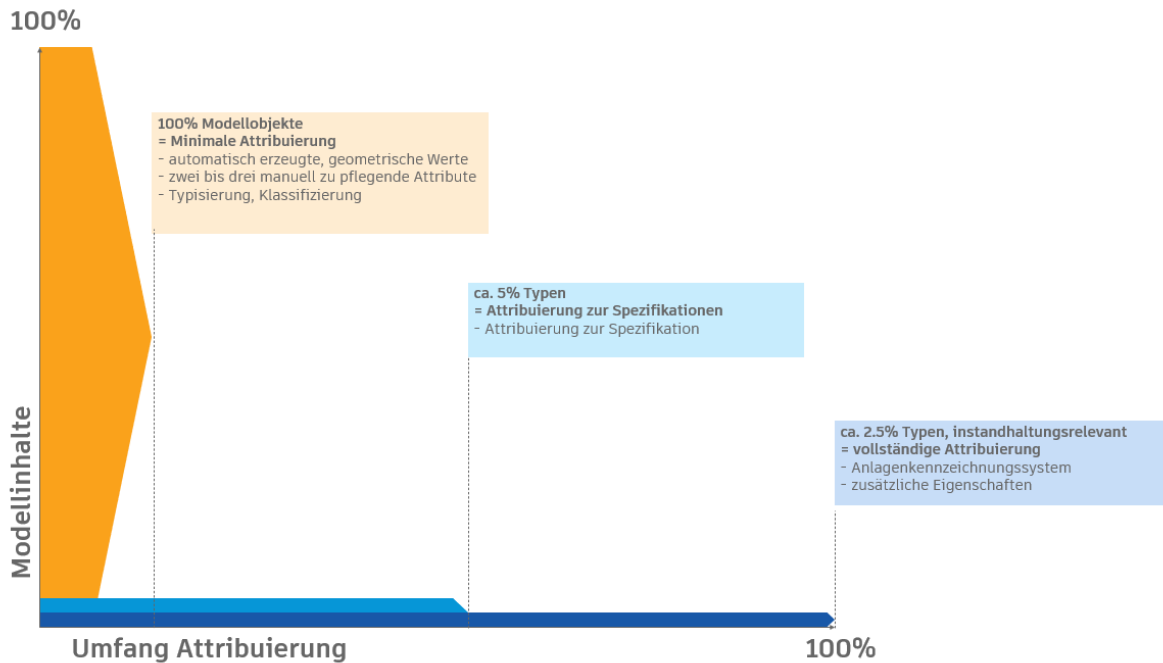 100%
100% Modellobjekte
= Minimale Attribuierung
- automatisch erzeugte, geometrische Werte
- zwei bis drei manuell zu pflegende Attribute
- Typisierung, Klassifizierung
ca. 5% Typen
= Attribuierung zur Spezifikationen
- Attribuierung zur Spezifikation
ca. 2.5% Typen, instandhaltungsrelevant
= vollständige Attribuierung
- Anlagenkennzeichnungssystem
- zusätzliche Eigenschaften
Modellinhalte
Umfang Attribuierung
100%